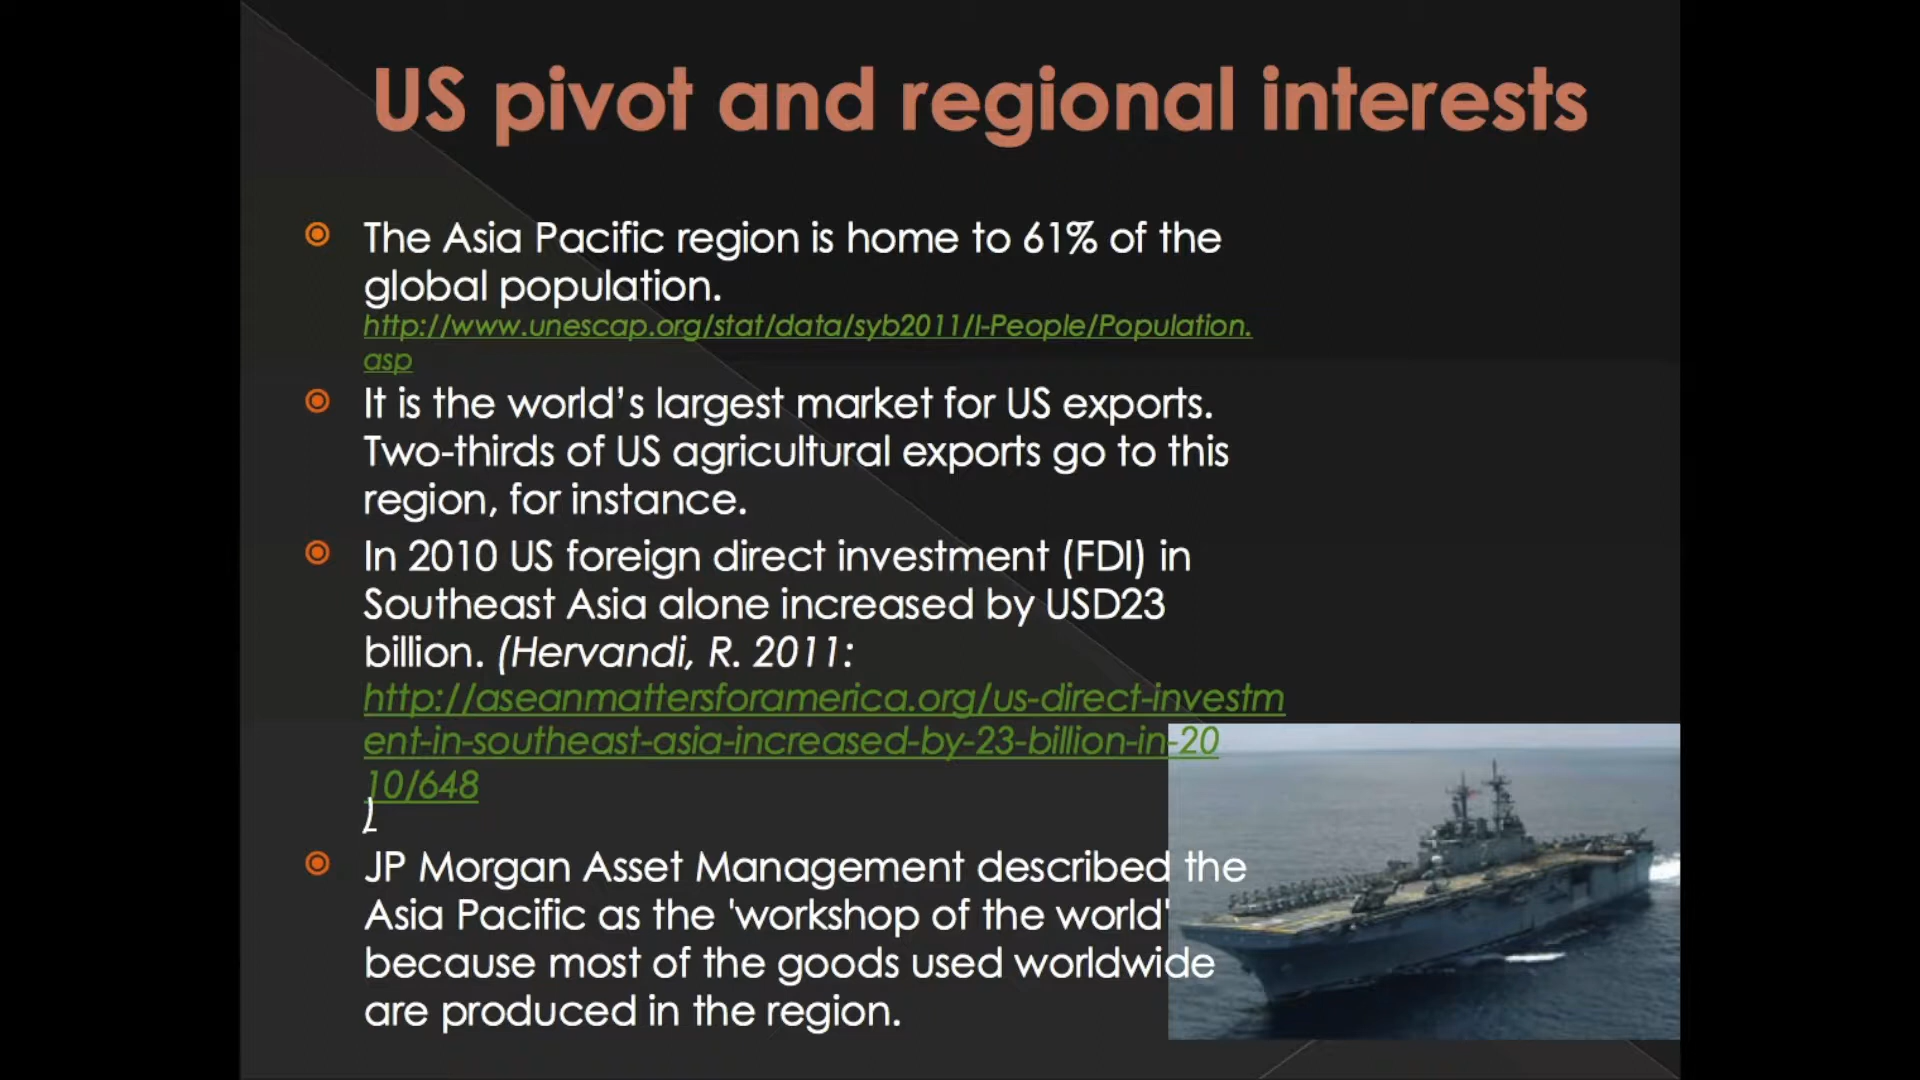 US pivot and regional interests
The Asia Pacific region is home to 61% of the
global population.
http://www.unescap.org/stat/data/syb2011/I-People/Population.
asp
It is the world’s largest market for US exports.
Two-thirds of US agricultural exports go to this
region, for instance.
In 2010 US foreign direct investment (FDI) in
Southeast Asia alone increased by USD23
billion. (Hervandi, R. 2011:
http://aseanmattersforamerica.org/us-direct-investm
ent-in-southeast-asia-increased-by-23-billion-in-20
10/648
)
JP Morgan Asset Management described the
Asia Pacific as the 'workshop of the world'
because most of the goods used worldwide
are produced in the region.